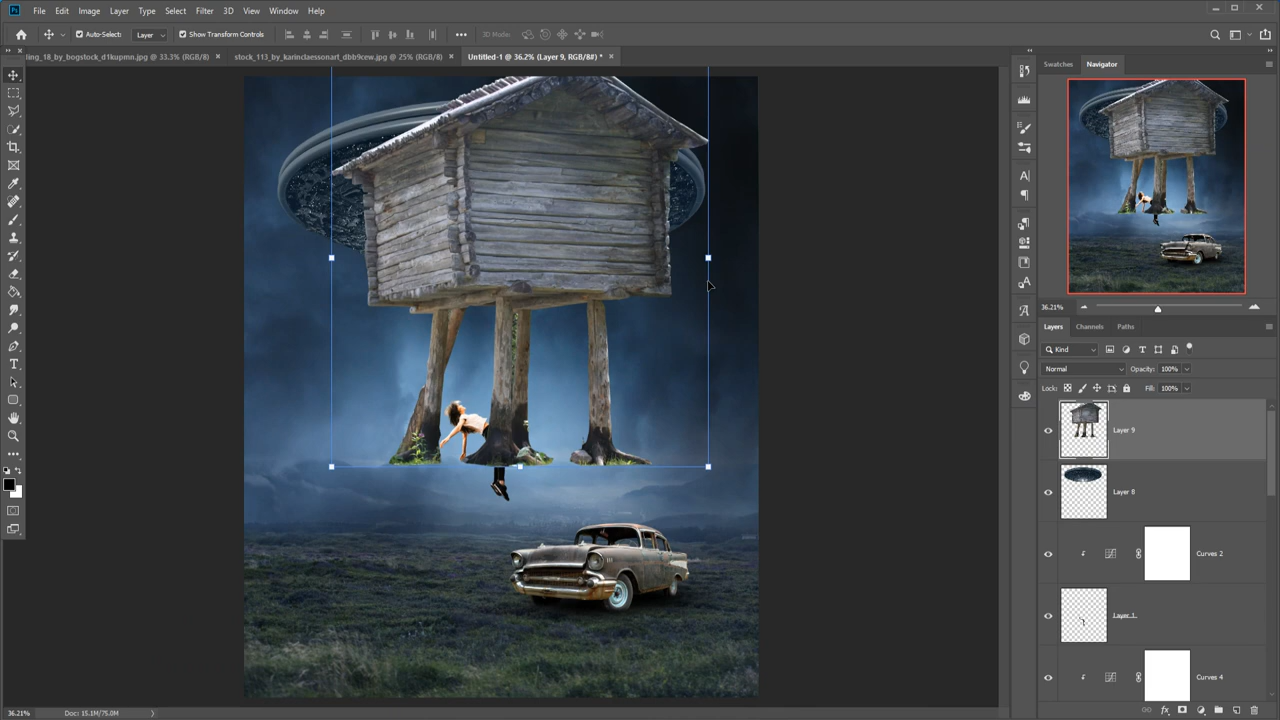 Ps File Edit Image Layer Type Select Filter 3D View Window Help
Auto-Select: Layer Show Transform Controls 3D Mode:
ling_18_by_bogstock_d1kupmn.jpg @ 33.3% (RGB/8) stock_113_by_karinclaessonart_dbb9cew.jpg @ 25% (RGB/8) Untitled-1 @ 36.2% (Layer 9, RGB/8#) *
Swatches Navigator
36.21%
Layers Channels Paths
Kind
Normal Opacity: 100%
Lock: Fill: 100%
Layer 9
Layer 8
Curves 2
Layer 1
Curves 4
36.21% Doc: 15.1M/75.0M